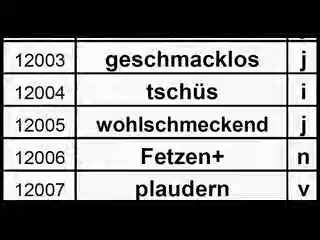 12003 geschmacklos j
12004 tschüs i
12005 wohlschmeckend j
12006 Fetzen+ n
12007 plaudern v